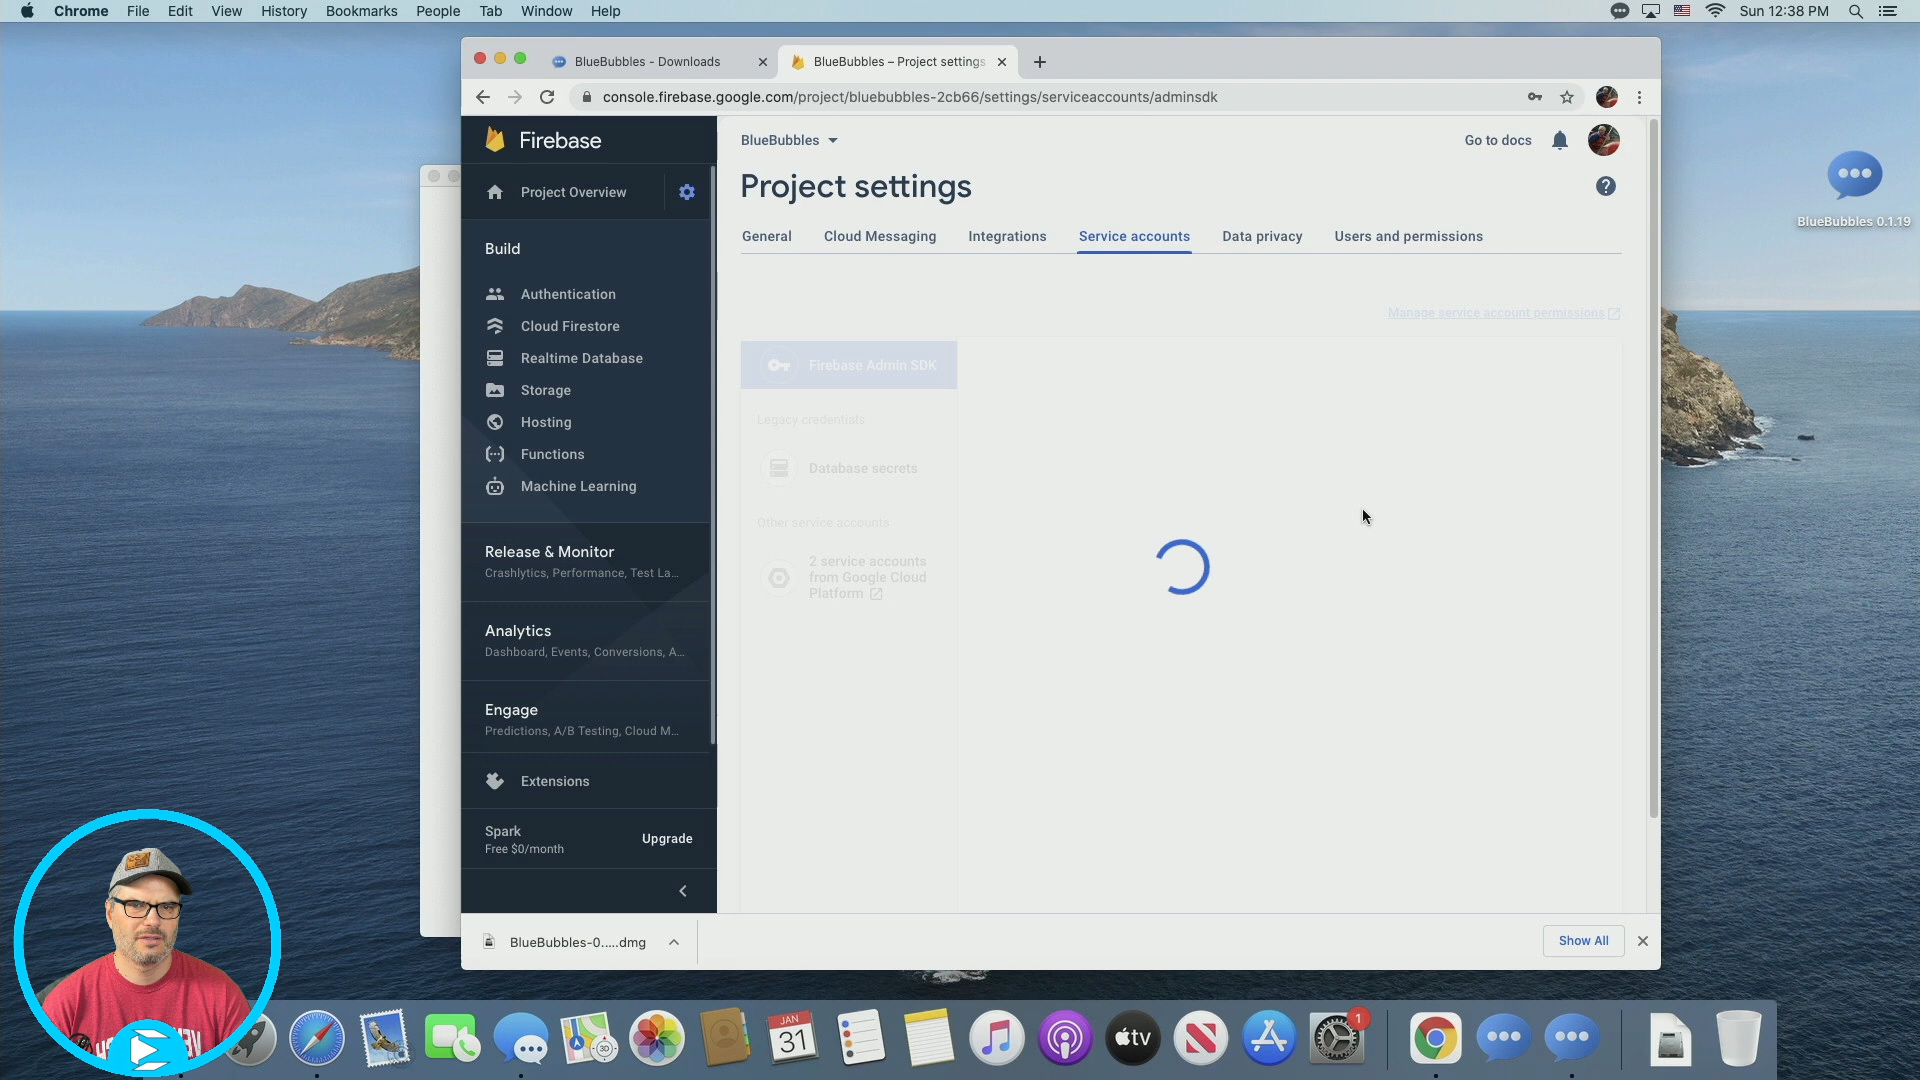 Chrome File Edit View History Bookmarks People Tab Window Help
Sun 12:38 PM
BlueBubbles - Downloads
BlueBubbles – Project settings
console.firebase.google.com/project/bluebubbles-2cb66/settings/serviceaccounts/adminsdk
Firebase
BlueBubbles
Go to docs
Project Overview
Project settings
General
Cloud Messaging
Integrations
Service accounts
Data privacy
Users and permissions
Build
Authentication
Cloud Firestore
Realtime Database
Storage
Hosting
Functions
Machine Learning
Release & Monitor
Crashlytics, Performance, Test La...
Analytics
Dashboard, Events, Conversions, A...
Engage
Predictions, A/B Testing, Cloud M...
Extensions
Spark
Free $0/month
Upgrade
Manage service account permissions
Firebase Admin SDK
Legacy credentials
Database secrets
Other service accounts
2 service accounts
from Google Cloud
Platform
BlueBubbles-0.....dmg
Show All
BlueBubbles 0.1.19
JAN
31
3D
tv
1